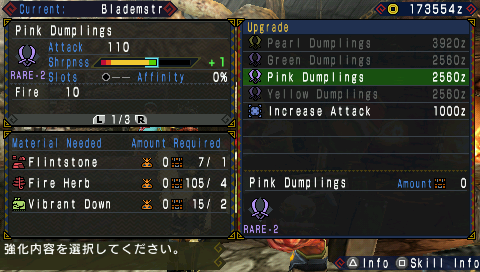 Current: Blademstr
173554z
Pink Dumplings
Attack 110
Shrpnss +1
RARE-2 Slots Affinity 0%
Fire 10
L 1/3 R
Material Needed Amount Required
Flintstone 0 7/ 1
Fire Herb 0 105/ 4
Vibrant Down 0 15/ 2
Upgrade
Pearl Dumplings 3920z
Green Dumplings 2560z
Pink Dumplings 2560z
Yellow Dumplings 2560z
Increase Attack 1000z
Pink Dumplings Amount 0
RARE-2
強化内容を選択してください。
Info Skill Info